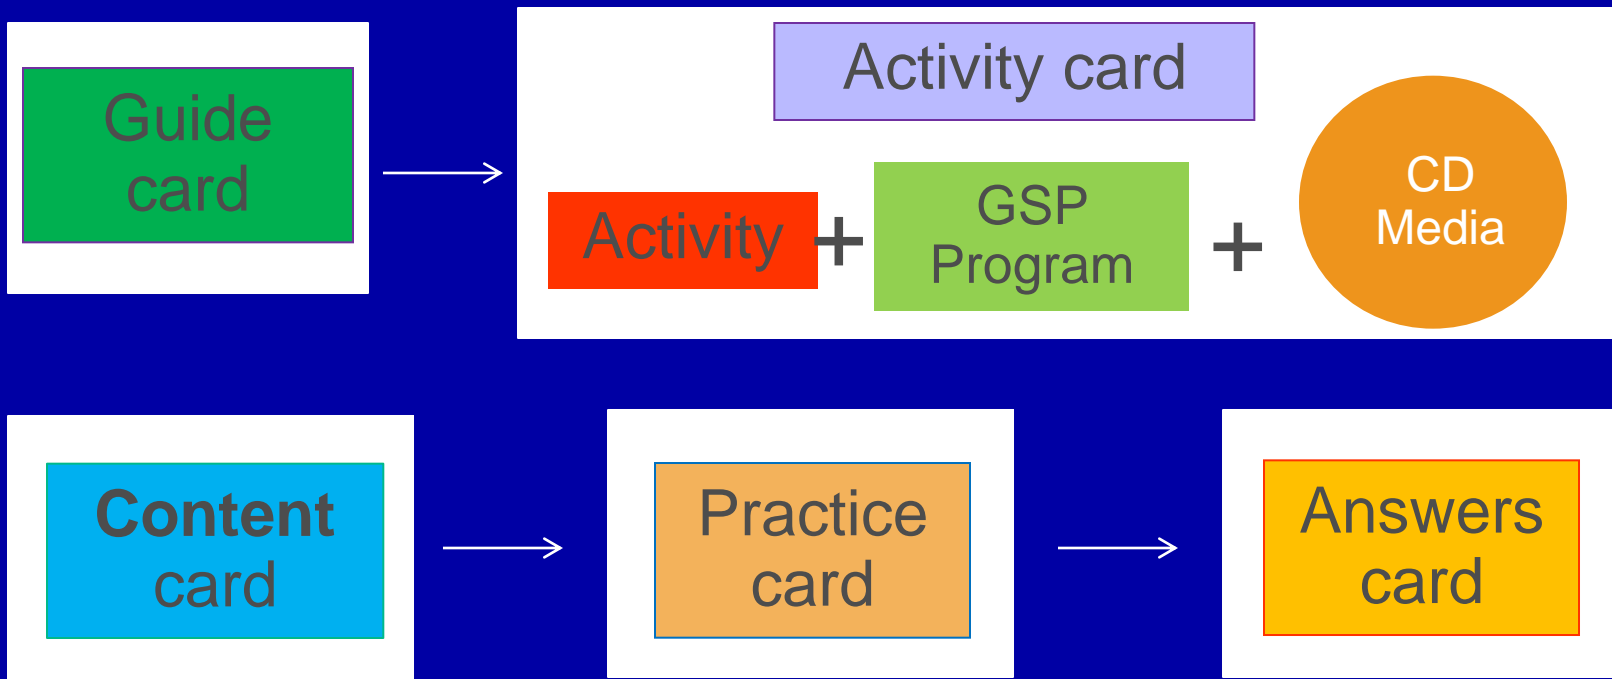 Guide
card
Activity card
Activity
+
GSP
Program
+
CD
Media
Content
card
Practice
card
Answers
card